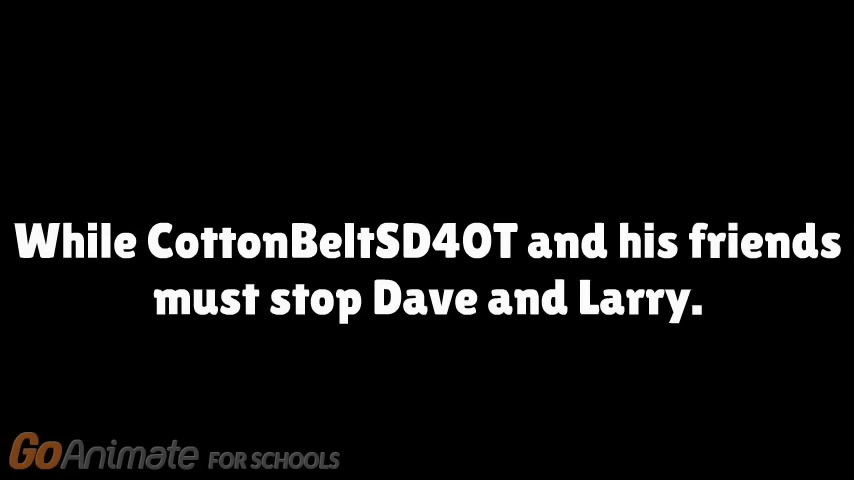 While CottonBeltSD40T and his friends
must stop Dave and Larry.
GoAnimate FOR SCHOOLS